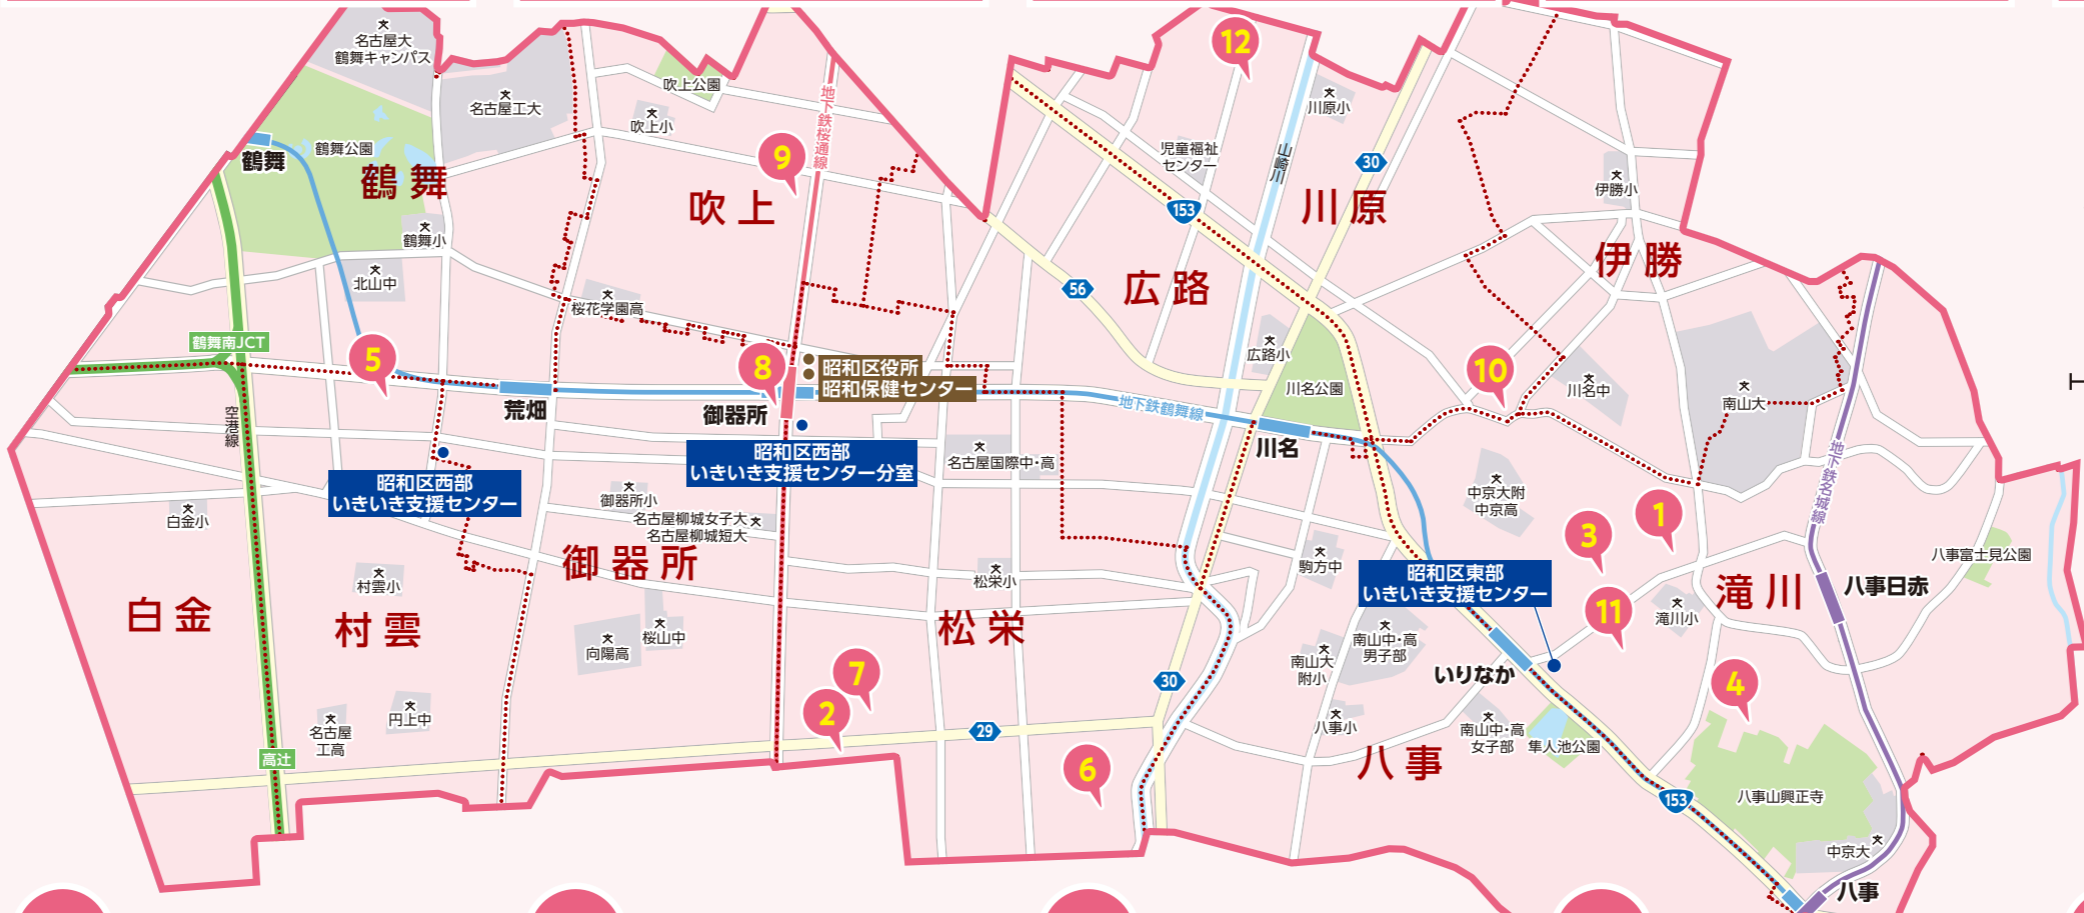 名古屋大
鶴舞キャンパス
名古屋工大
吹上公園
吹上小
地下鉄桜通線
12
川原小
鶴舞
鶴舞公園
鶴舞
9
児童福祉
センター
山崎川
30
伊勝小
吹上
153
川原
鶴舞小
伊勝
北山中
桜花学園高
56
広路
鶴舞南JCT
5
8
昭和区役所
昭和保健センター
広路小
川名公園
10
川名中
南山大
空港線
荒畑
御器所
地下鉄鶴舞線
川名
昭和区西部
いきいき支援センター分室
名古屋国際中・高
地下鉄名城線
昭和区西部
いきいき支援センター
御器所小
中京大附
中京高
1
白金小
名古屋柳城女子大
名古屋柳城短大
3
御器所
八事富士見公園
村雲小
松栄小
駒方中
昭和区東部
いきいき支援センター
八事日赤
滝川
白金
村雲
松栄
11
滝川小
向陽高
桜山中
南山中・高
男子部
南山大
附小
いりなか
7
30
4
2
円上中
名古屋
工高
29
八事小
南山中・高
女子部
隼人池公園
高辻
6
八事
153
八事山興正寺
中京大
八事